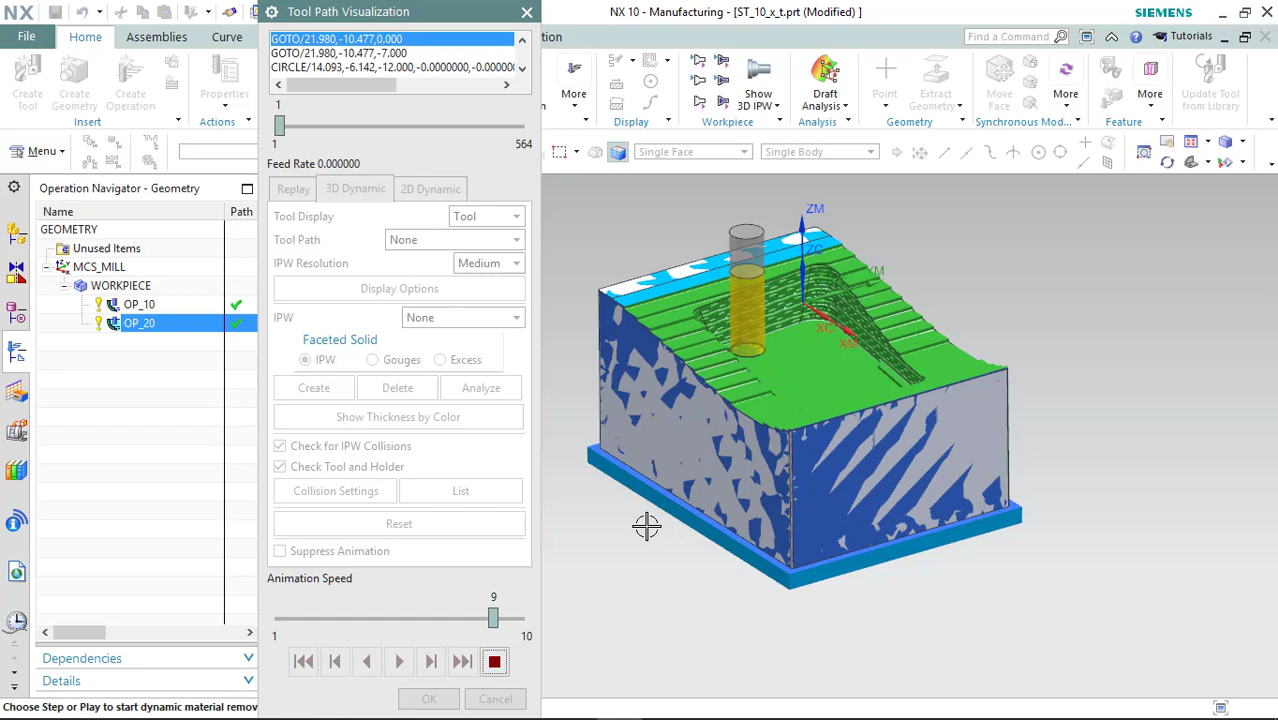 NX
Tool Path Visualization
NX 10 - Manufacturing - [ST_10_x_t.prt (Modified) ]
SIEMENS
File
Home
Assemblies
Curve
Find a Command
Tutorials
GOTO/21.980,-10.477,0.000
GOTO/21.980,-10.477,-7.000
CIRCLE/14.093,-6.142,-12.000,-0.0000000,-0.000000
Create Tool
Create Geometry
Create Operation
Properties
Insert
Actions
More
Show 3D IPW
Draft Analysis
Point
Extract Geometry
Move Face
More
More
Update Tool from Library
Display
Workpiece
Analysis
Geometry
Synchronous Mod...
Feature
Menu
Single Face
Single Body
1
1
564
Feed Rate 0.000000
Replay
3D Dynamic
2D Dynamic
Tool Display
Tool
Tool Path
None
IPW Resolution
Medium
Display Options
IPW
None
Faceted Solid
IPW
Gouges
Excess
Create
Delete
Analyze
Show Thickness by Color
Check for IPW Collisions
Check Tool and Holder
Collision Settings
List
Reset
Suppress Animation
Animation Speed
9
1
10
OK
Cancel
Operation Navigator - Geometry
Name
Path
GEOMETRY
Unused Items
MCS_MILL
WORKPIECE
OP_10
OP_20
Dependencies
Details
Choose Step or Play to start dynamic material remov
ZM
ZC
YM
XC
XM